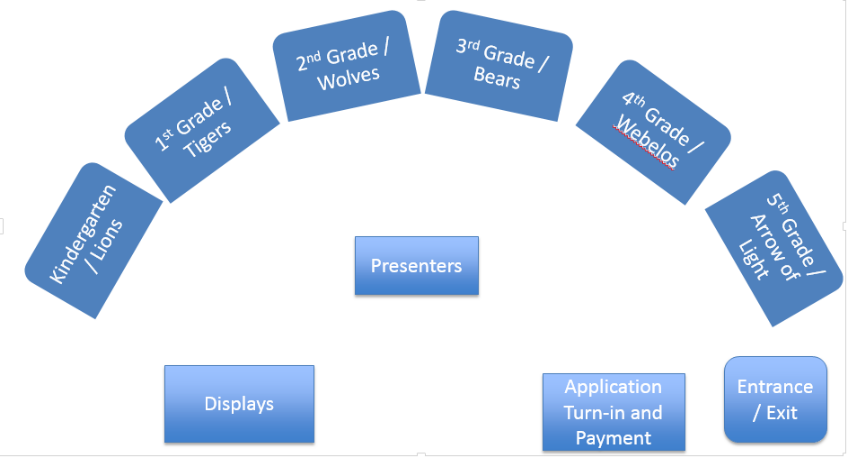 Kindergarten
/ Lions
1st Grade /
Tigers
2nd Grade /
Wolves
3rd Grade /
Bears
4th Grade /
Webelos
5th Grade /
Arrow of
Light
Presenters
Displays
Application
Turn-in and
Payment
Entrance
/ Exit